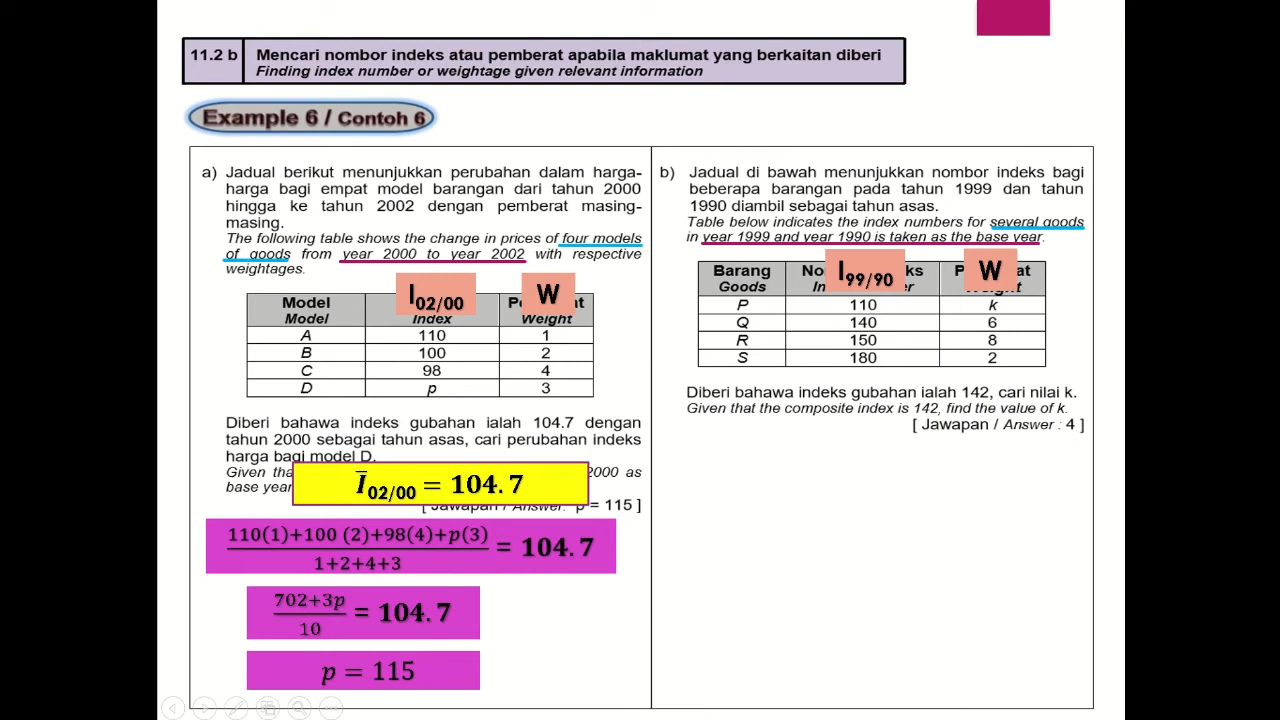 11.2 b Mencari nombor indeks atau pemberat apabila maklumat yang berkaitan diberi
Finding index number or weightage given relevant information
Example 6 / Contoh 6
a) Jadual berikut menunjukkan perubahan dalam harga-
harga bagi empat model barangan dari tahun 2000
hingga ke tahun 2002 dengan pemberat masing-
masing.
The following table shows the change in prices of four models
of goods from year 2000 to year 2002 with respective
weightages.
Model I02/00 W
Model Index Weight
A 110 1
B 100 2
C 98 4
D p 3
Diberi bahawa indeks gubahan ialah 104.7 dengan
tahun 2000 sebagai tahun asas, cari perubahan indeks
harga bagi model D.
Given 2000 as
base year
Ī02/00 = 104.7
[ Jawapan / Answer: p = 115 ]
110(1)+100 (2)+98(4)+p(3)
= 104.7
1+2+4+3
702+3p
= 104.7
10
p = 115
b) Jadual di bawah menunjukkan nombor indeks bagi
beberapa barangan pada tahun 1999 dan tahun
1990 diambil sebagai tahun asas.
Table below indicates the index numbers for several goods
in year 1999 and year 1990 is taken as the base year.
Barang I99/90 W
Goods
P 110 k
Q 140 6
R 150 8
S 180 2
Diberi bahawa indeks gubahan ialah 142, cari nilai k.
Given that the composite index is 142, find the value of k.
[ Jawapan / Answer : 4 ]